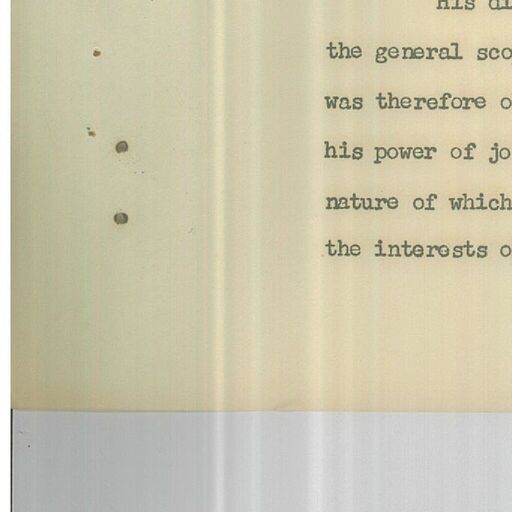 His di
the general sco
was therefore o
his power of jo
nature of which
the interests o